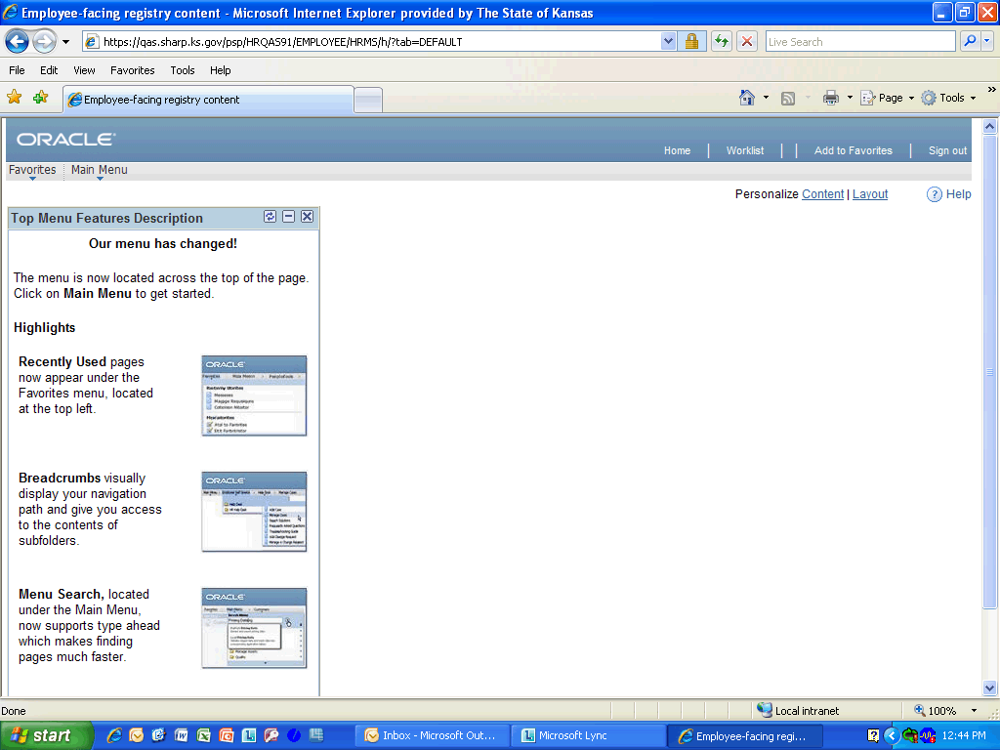 Employee-facing registry content - Microsoft Internet Explorer provided by The State of Kansas
https://qas.sharp.ks.gov/psp/HRQAS91/EMPLOYEE/HRMS/h/?tab=DEFAULT
Live Search
File Edit View Favorites Tools Help
Employee-facing registry content
Page Tools
ORACLE
Home Worklist Add to Favorites Sign out
Favorites Main Menu
Personalize Content | Layout Help
Top Menu Features Description
Our menu has changed!
The menu is now located across the top of the page.
Click on Main Menu to get started.
Highlights
Recently Used pages
now appear under the
Favorites menu, located
at the top left.
ORACLE
Breadcrumbs visually
display your navigation
path and give you access
to the contents of
subfolders.
ORACLE
Menu Search, located
under the Main Menu,
now supports type ahead
which makes finding
pages much faster.
ORACLE
Done Local intranet 100%
start Inbox - Microsoft Out... Microsoft Lync Employee-facing regi... 12:44 PM